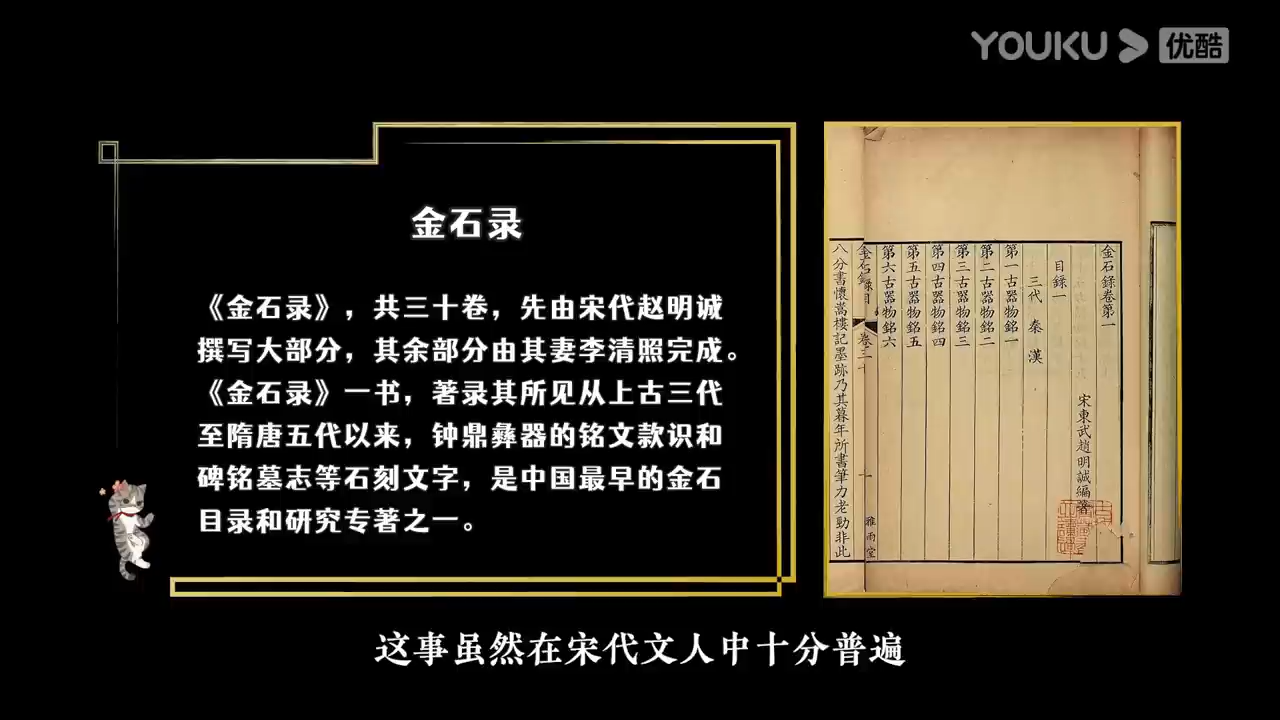 YOUKU 优酷
金石录
《金石录》，共三十卷，先由宋代赵明诚
撰写大部分，其余部分由其妻李清照完成。
《金石录》一书，著录其所见从上古三代
至隋唐五代以来，钟鼎彝器的铭文款识和
碑铭墓志等石刻文字，是中国最早的金石
目录和研究专著之一。
金石錄卷第一
宋東武趙明誠編著
目錄一
三代 秦 漢
第一古器物銘一
第二古器物銘二
第三古器物銘三
第四古器物銘四
第五古器物銘五
第六古器物銘六
金石錄目 卷三十
雅雨堂
八分書懷嵩樓記墨跡乃其暮年所書筆力老勁非此
这事虽然在宋代文人中十分普遍